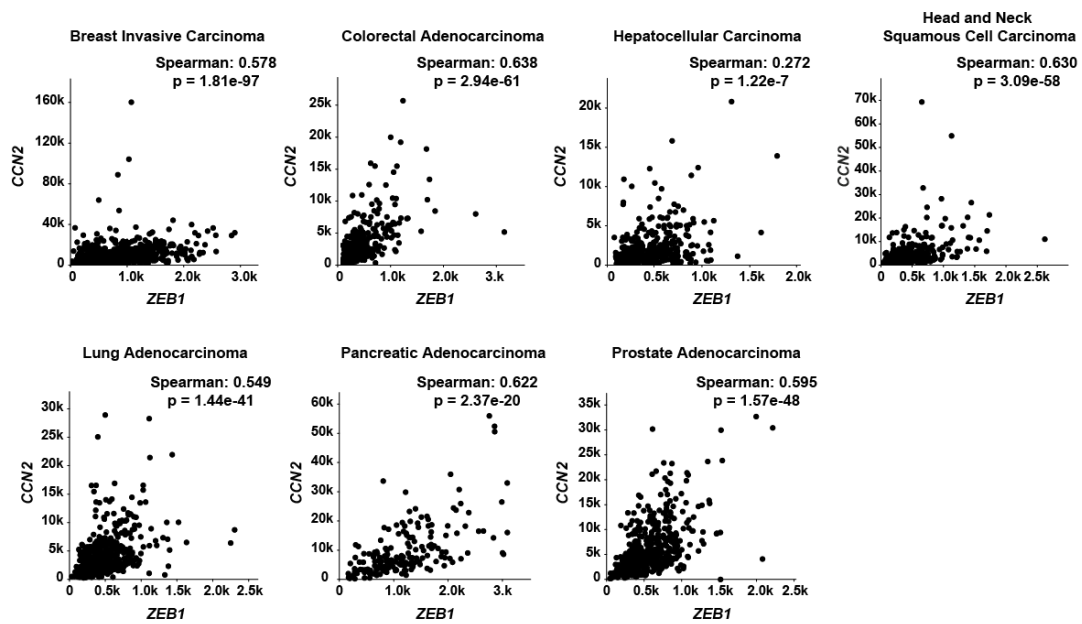 Breast Invasive Carcinoma
Spearman: 0.578
p = 1.81e-97
160k
120k
80k
40k
0
CCN2
0 1.0k 2.0k 3.0k
ZEB1
Colorectal Adenocarcinoma
Spearman: 0.638
p = 2.94e-61
25k
20k
15k
10k
5k
0
CCN2
0 1.0k 2.0k 3.k
ZEB1
Hepatocellular Carcinoma
Spearman: 0.272
p = 1.22e-7
20k
15k
10k
5k
0
CCN2
0 0.5k 1.0k 1.5k 2.0k
ZEB1
Head and Neck
Squamous Cell Carcinoma
Spearman: 0.630
p = 3.09e-58
70k
60k
50k
40k
30k
20k
10k
0
CCN2
0 0.5k 1.0k 1.5k 2.0k 2.5k
ZEB1
Lung Adenocarcinoma
Spearman: 0.549
p = 1.44e-41
30k
25k
20k
15k
10k
5k
0
CCN2
0 0.5k 1.0k 1.5k 2.0k 2.5k
ZEB1
Pancreatic Adenocarcinoma
Spearman: 0.622
p = 2.37e-20
60k
50k
40k
30k
20k
10k
0
CCN2
0 1.0k 2.0k 3.0k
ZEB1
Prostate Adenocarcinoma
Spearman: 0.595
p = 1.57e-48
35k
30k
25k
20k
15k
10k
5k
0
CCN2
0 0.5k 1.0k 1.5k 2.0k 2.5k
ZEB1